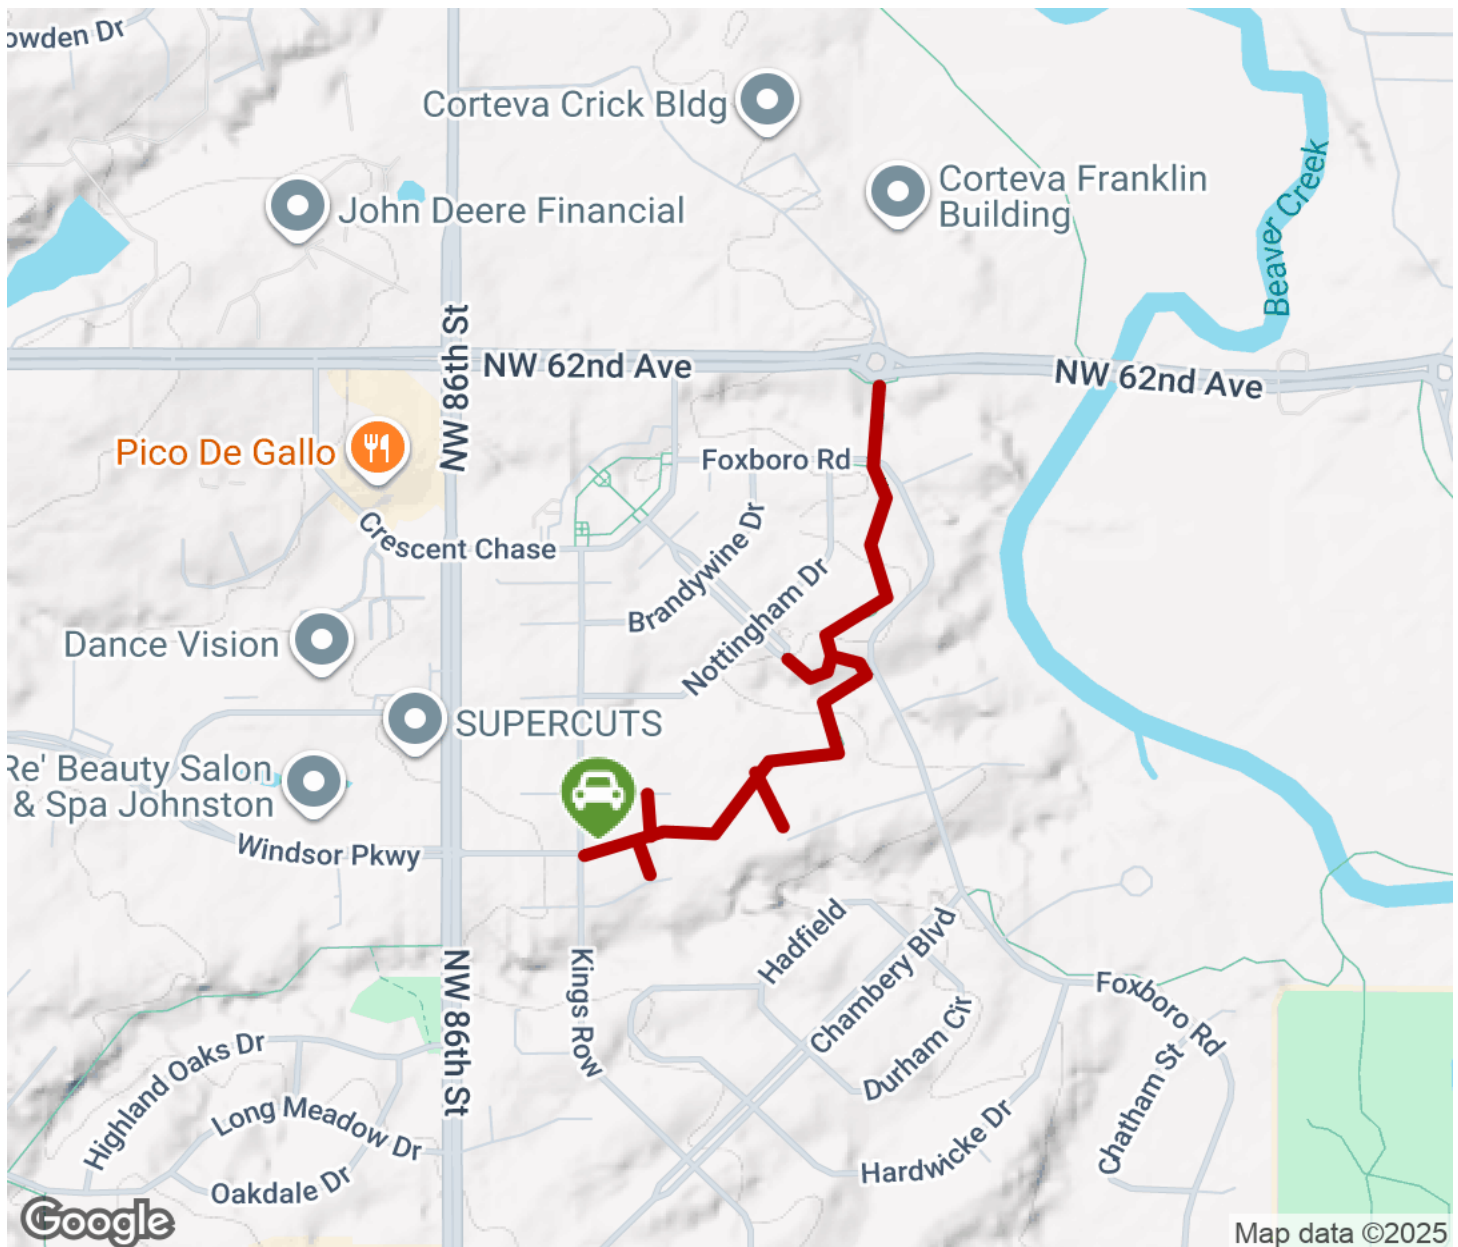 owden Dr
Corteva Crick Bldg
Corteva Franklin
Building
Beaver Creek
John Deere Financial
NW 86th St
NW 62nd Ave
NW 62nd Ave
Pico De Gallo
Foxboro Rd
Crescent Chase
Brandywine Dr
Nottingham Dr
Dance Vision
SUPERCUTS
Re' Beauty Salon
& Spa Johnston
Windsor Pkwy
Hadfield
Chambery Blvd
NW 86th St
Kings Row
Foxboro Rd
Durham Cir
Highland Oaks Dr
Long Meadow Dr
Chatham St
Hardwicke Dr
Oakdale Dr
Google
Map data ©2025